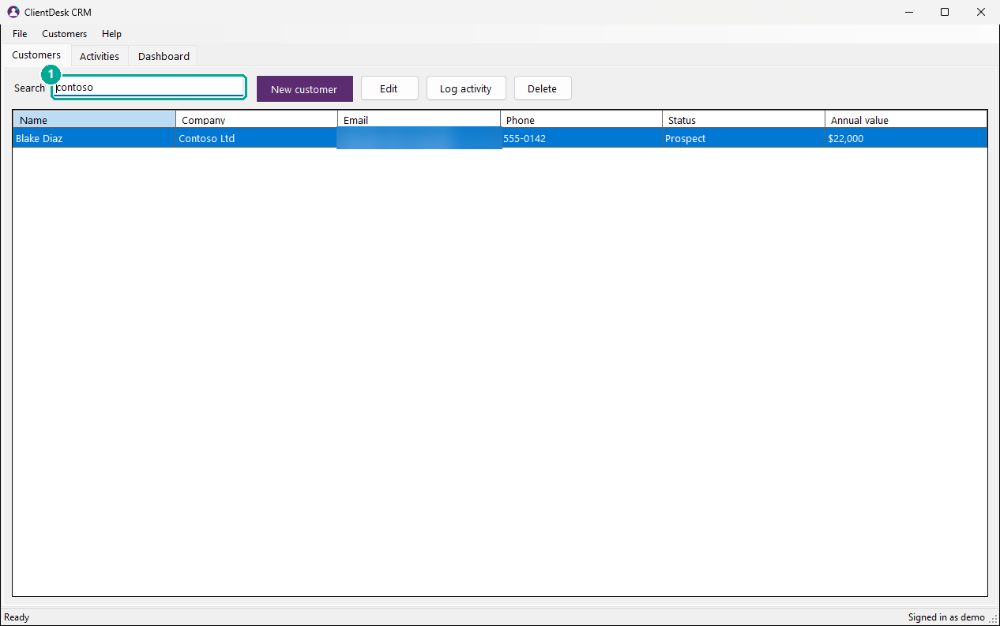 ClientDesk CRM
File Customers Help
Customers Activities Dashboard
1
Search contoso New customer Edit Log activity Delete
Name Company Email Phone Status Annual value
Blake Diaz Contoso Ltd 555-0142 Prospect $22,000
Ready Signed in as demo